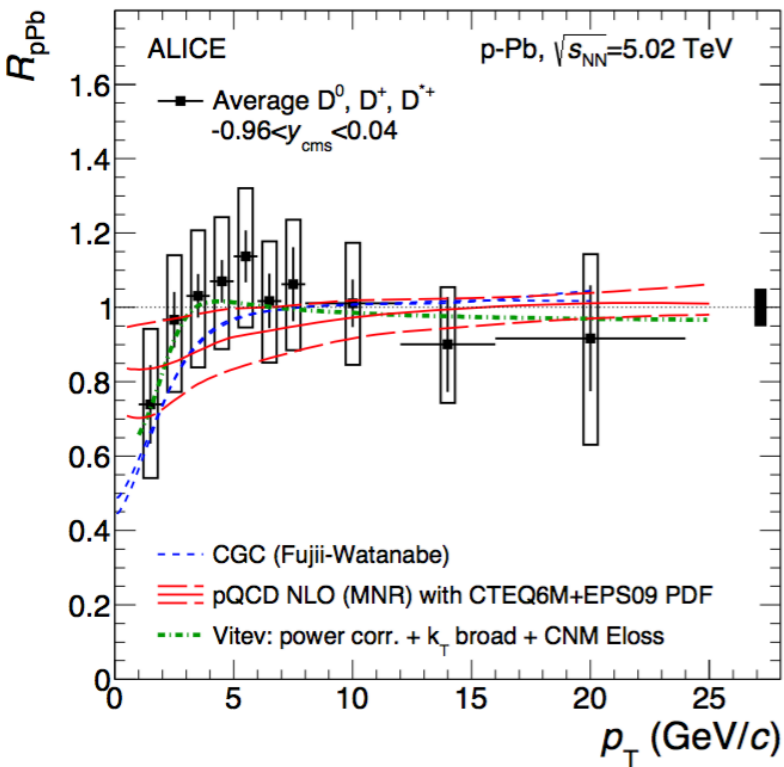 R_pPb
ALICE
p-Pb, √s_NN=5.02 TeV
Average D⁰, D⁺, D*⁺
-0.96<y_cms<0.04
1.6
1.4
1.2
1
0.8
0.6
0.4
0.2
0
CGC (Fujii-Watanabe)
pQCD NLO (MNR) with CTEQ6M+EPS09 PDF
Vitev: power corr. + k_T broad + CNM Eloss
0 5 10 15 20 25
p_T (GeV/c)